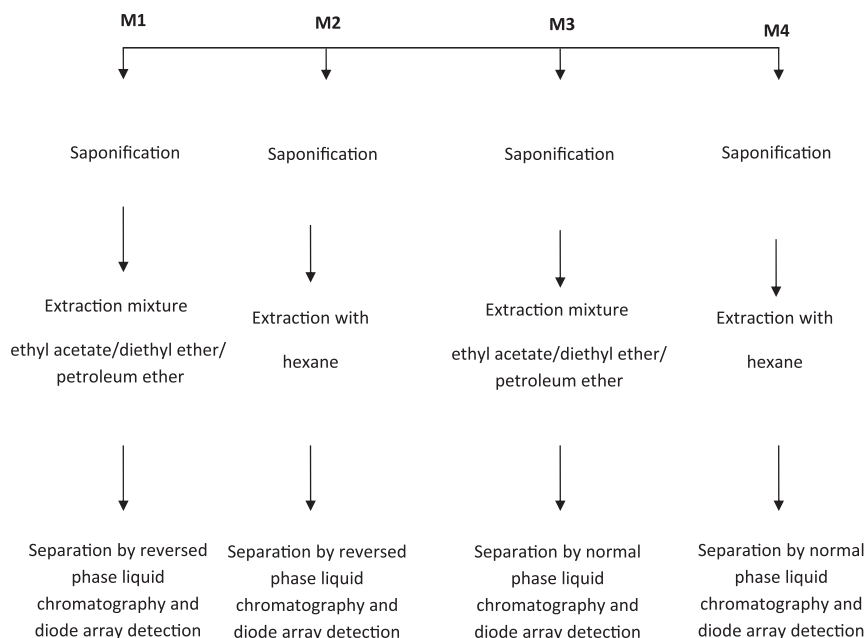 M1
M2
M3
M4
Saponification
Saponification
Saponification
Saponification
Extraction mixture
ethyl acetate/diethyl ether/
petroleum ether
Extraction with
hexane
Extraction mixture
ethyl acetate/diethyl ether/
petroleum ether
Extraction with
hexane
Separation by reversed
phase liquid
chromatography and
diode array detection
Separation by reversed
phase liquid
chromatography and
diode array detection
Separation by normal
phase liquid
chromatography and
diode array detection
Separation by normal
phase liquid
chromatography and
diode array detection